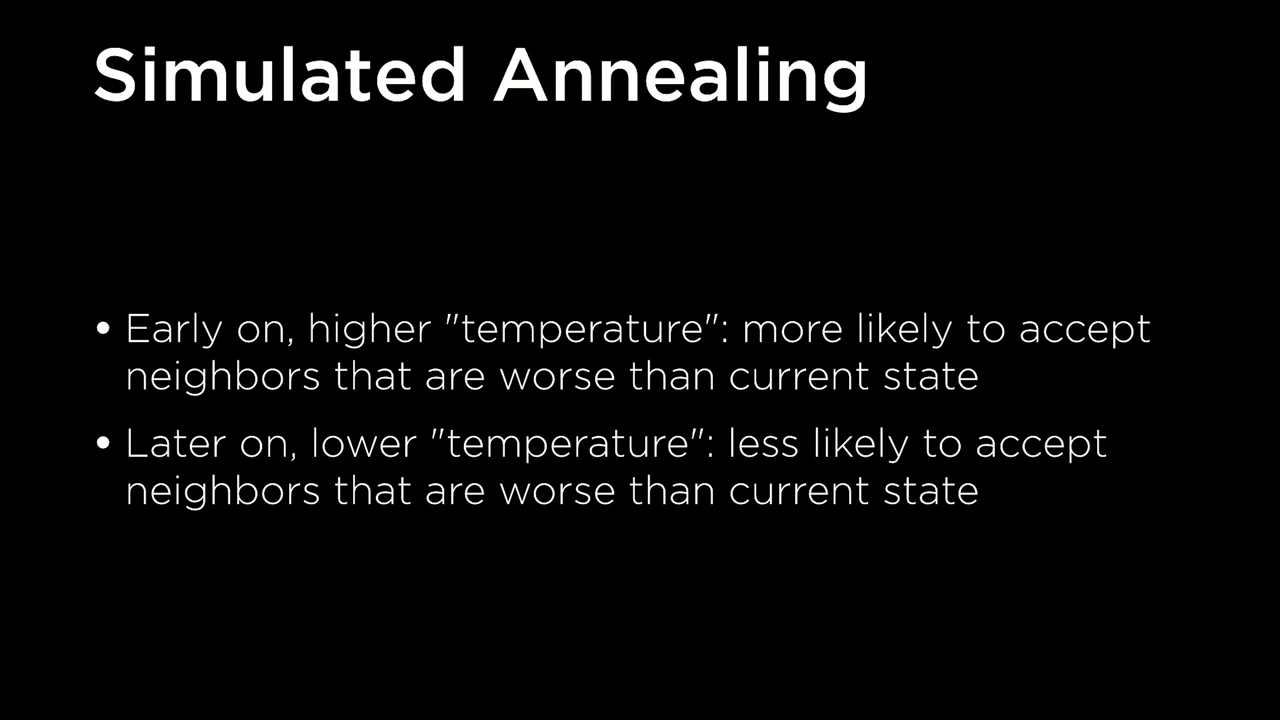 Simulated Annealing
• Early on, higher "temperature": more likely to accept
neighbors that are worse than current state
• Later on, lower "temperature": less likely to accept
neighbors that are worse than current state